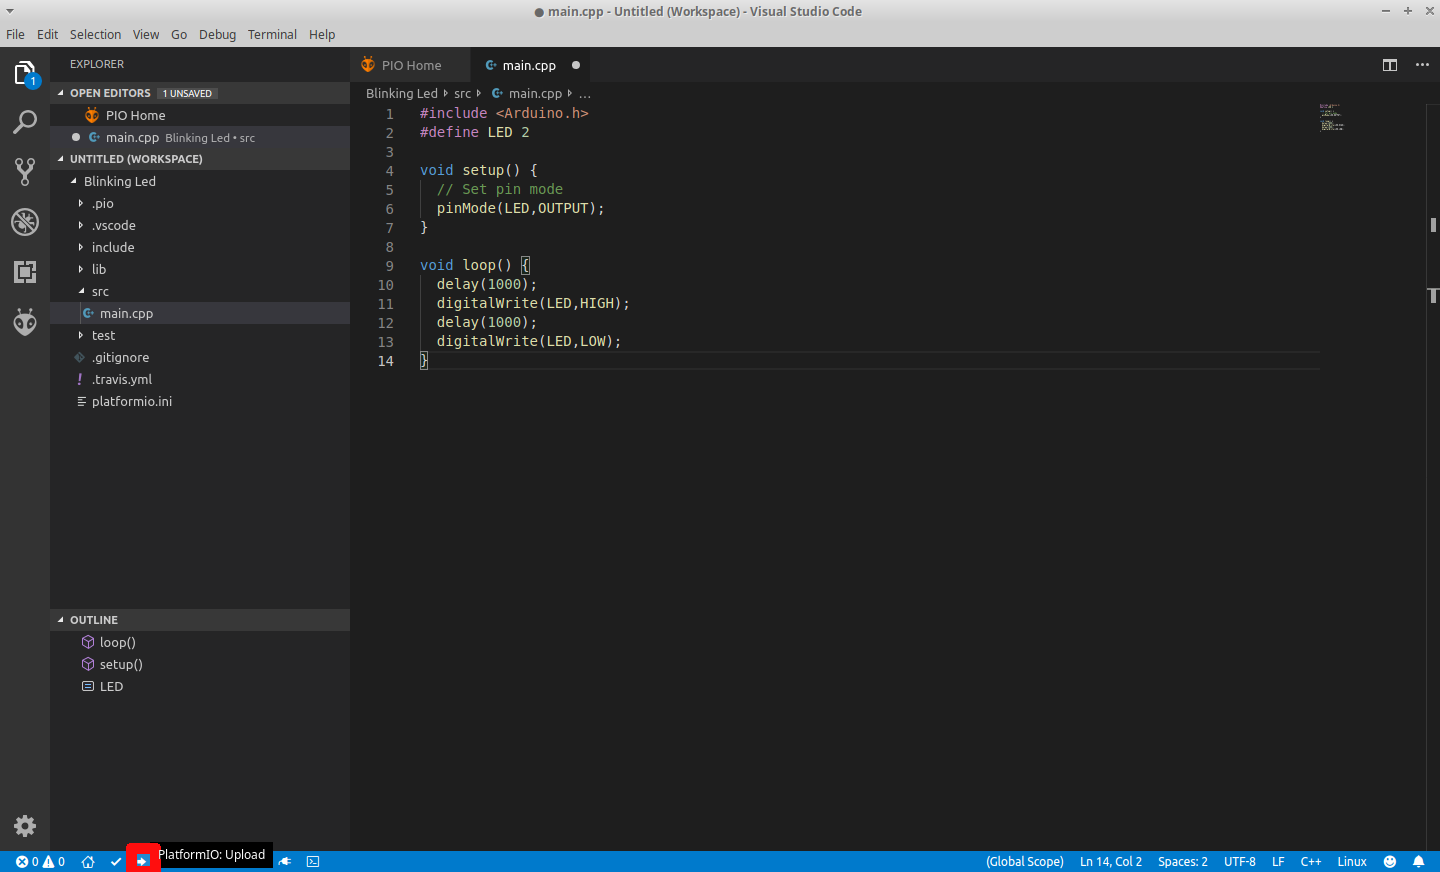 ● main.cpp - Untitled (Workspace) - Visual Studio Code
File Edit Selection View Go Debug Terminal Help
1
EXPLORER
OPEN EDITORS 1 UNSAVED
PIO Home
main.cpp Blinking Led • src
UNTITLED (WORKSPACE)
Blinking Led
.pio
.vscode
include
lib
src
main.cpp
test
.gitignore
.travis.yml
platformio.ini
OUTLINE
loop()
setup()
LED
PIO Home main.cpp
Blinking Led src main.cpp ...
1 #include <Arduino.h>
2 #define LED 2
3
4 void setup() {
5 // Set pin mode
6 pinMode(LED,OUTPUT);
7 }
8
9 void loop() {
10 delay(1000);
11 digitalWrite(LED,HIGH);
12 delay(1000);
13 digitalWrite(LED,LOW);
14 }
PlatformIO: Upload
0 0 (Global Scope) Ln 14, Col 2 Spaces: 2 UTF-8 LF C++ Linux